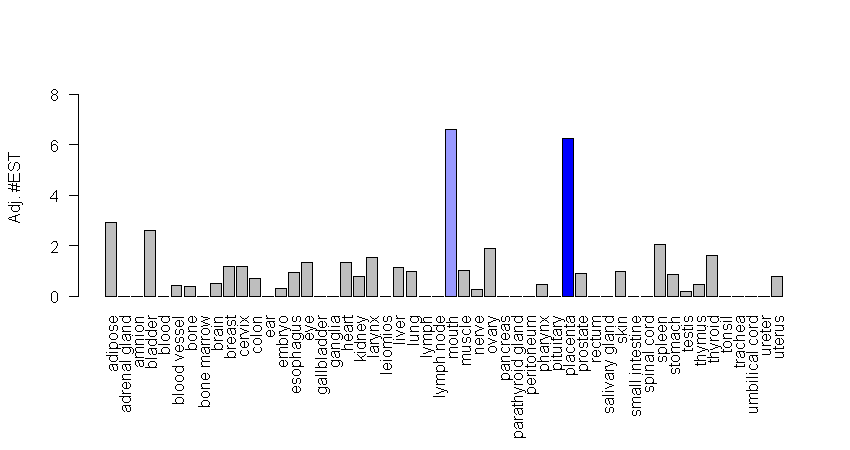 8
6
4
2
0
Adj. #EST
adipose
adrenal gland
amnion
bladder
blood
blood vessel
bone
bone marrow
brain
breast
cervix
colon
ear
embryo
esophagus
eye
gallbladder
ganglia
heart
kidney
larynx
leiomios
liver
lung
lymph
lymph node
mouth
muscle
nerve
ovary
pancreas
parathyroid gland
peritoneum
pharynx
pituitary
placenta
prostate
rectum
salivary gland
skin
small intestine
spinal cord
spleen
stomach
testis
thymus
thyroid
tonsil
trachea
umbilical cord
ureter
uterus